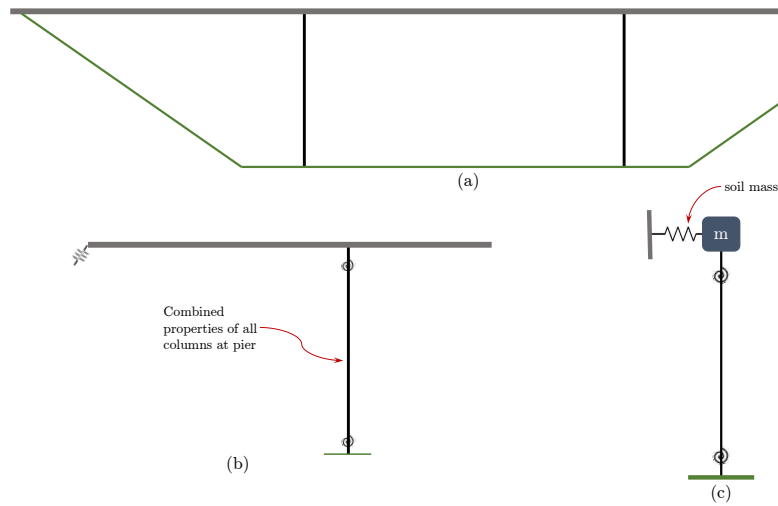 (a)
soil mass
m
Combined
properties of all
columns at pier
(b)
(c)